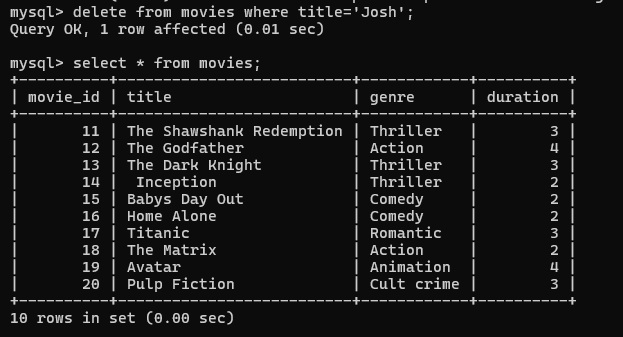 mysql> delete from movies where title='Josh';
Query OK, 1 row affected (0.01 sec)
mysql> select * from movies;
+----------+--------------------------+------------+----------+
| movie_id | title                    | genre      | duration |
+----------+--------------------------+------------+----------+
|       11 | The Shawshank Redemption | Thriller   |        3 |
|       12 | The Godfather            | Action     |        4 |
|       13 | The Dark Knight          | Thriller   |        3 |
|       14 |  Inception               | Thriller   |        2 |
|       15 | Babys Day Out            | Comedy     |        2 |
|       16 | Home Alone               | Comedy     |        2 |
|       17 | Titanic                  | Romantic   |        3 |
|       18 | The Matrix               | Action     |        2 |
|       19 | Avatar                   | Animation  |        4 |
|       20 | Pulp Fiction             | Cult crime |        3 |
+----------+--------------------------+------------+----------+
10 rows in set (0.00 sec)